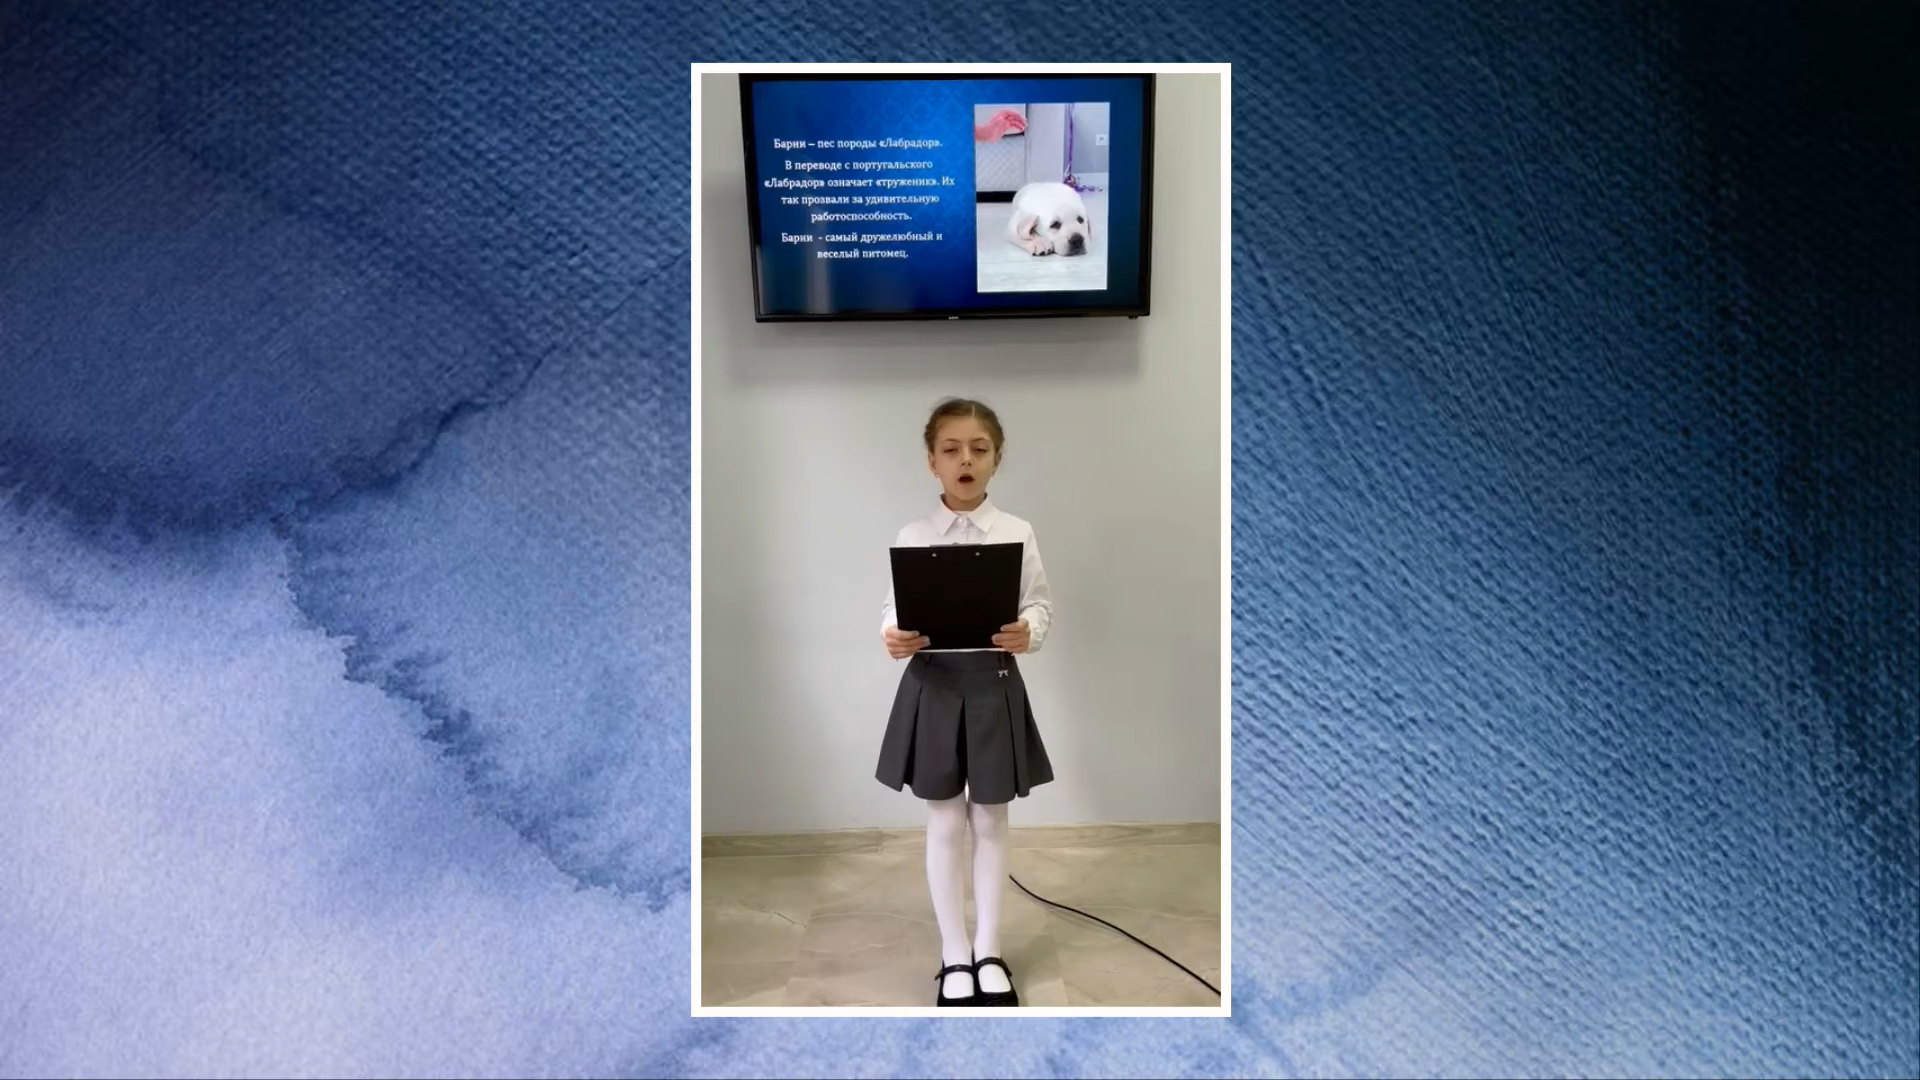 Барни – пес породы «Лабрадор».
В переводе с португальского
«Лабрадор» означает «труженик». Их
так прозвали за удивительную
работоспособность.
Барни - самый дружелюбный и
веселый питомец.